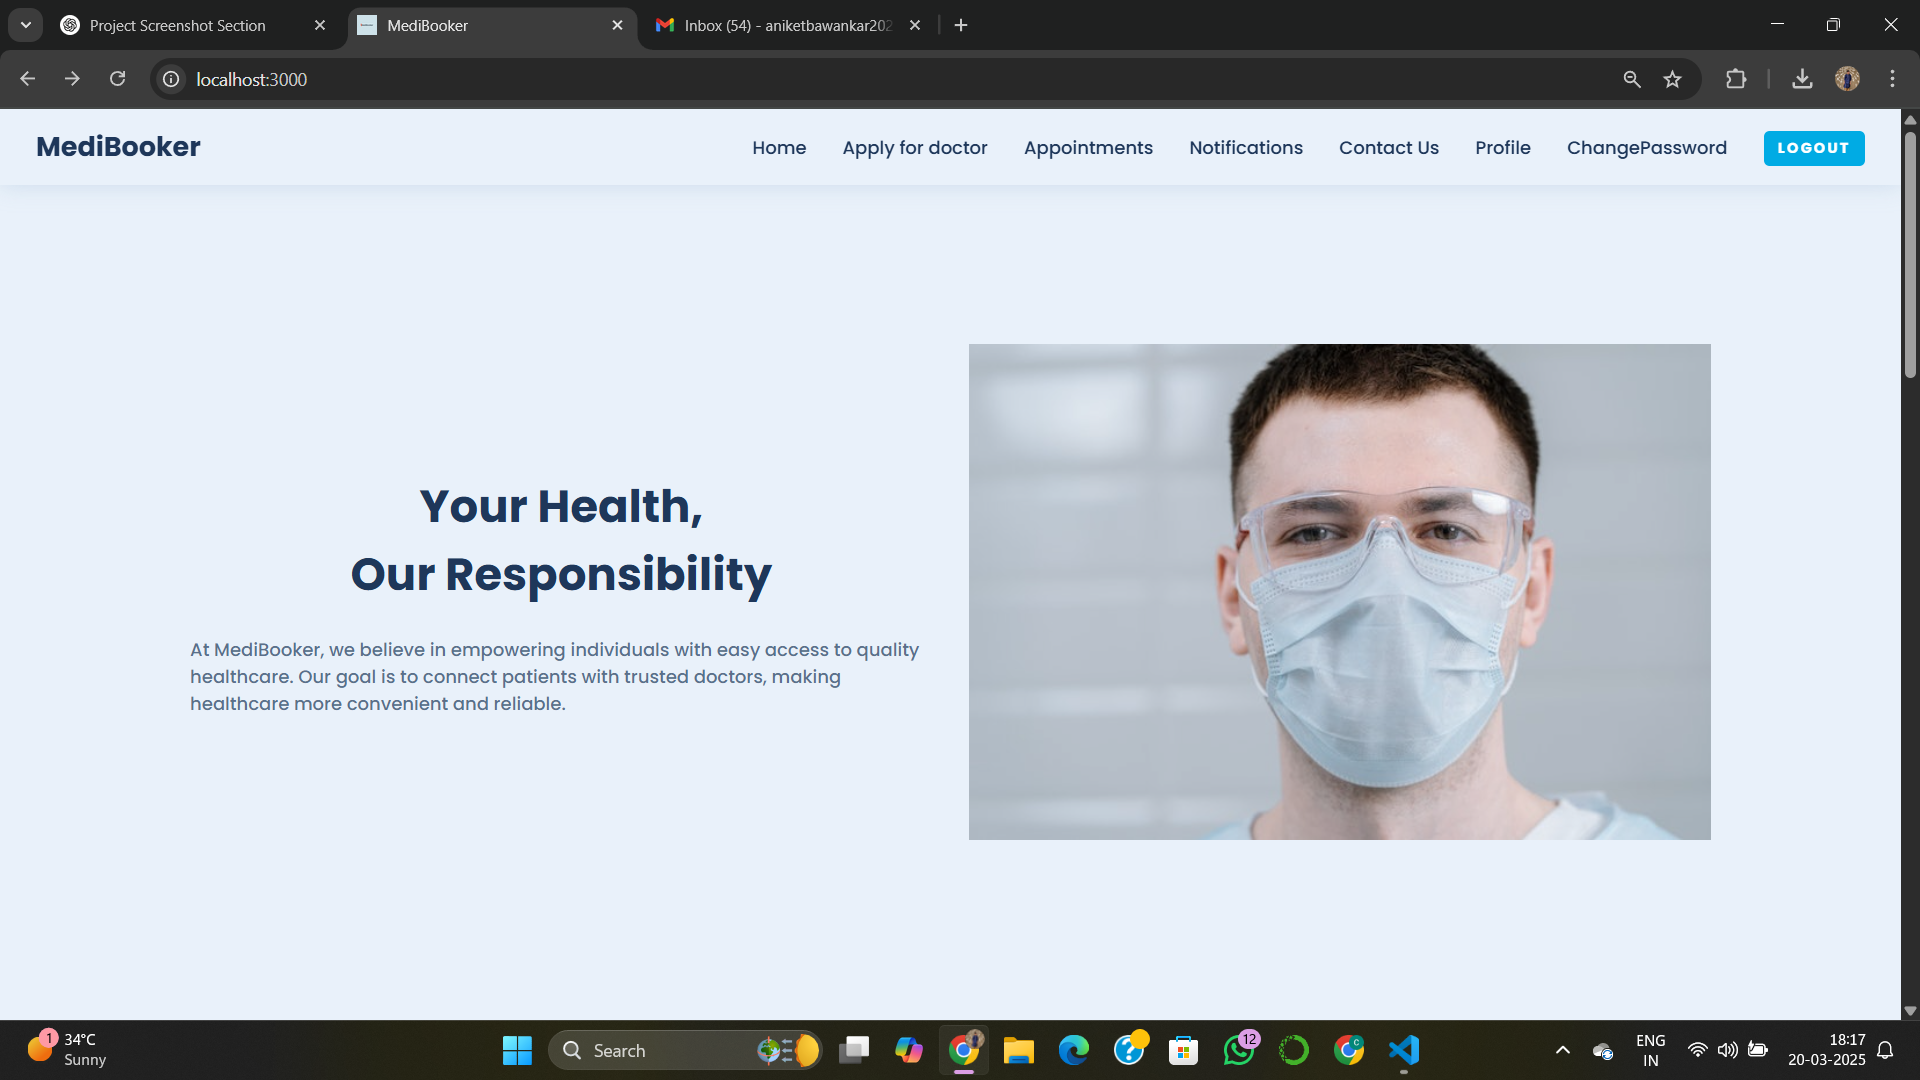 Project Screenshot Section
MediBooker
Inbox (54) - aniketbawankar202
localhost:3000
MediBooker
Home
Apply for doctor
Appointments
Notifications
Contact Us
Profile
ChangePassword
LOGOUT
Your Health,
Our Responsibility
At MediBooker, we believe in empowering individuals with easy access to quality
healthcare. Our goal is to connect patients with trusted doctors, making
healthcare more convenient and reliable.
1
34°C
Sunny
Search
12
C
ENG
IN
18:17
20-03-2025